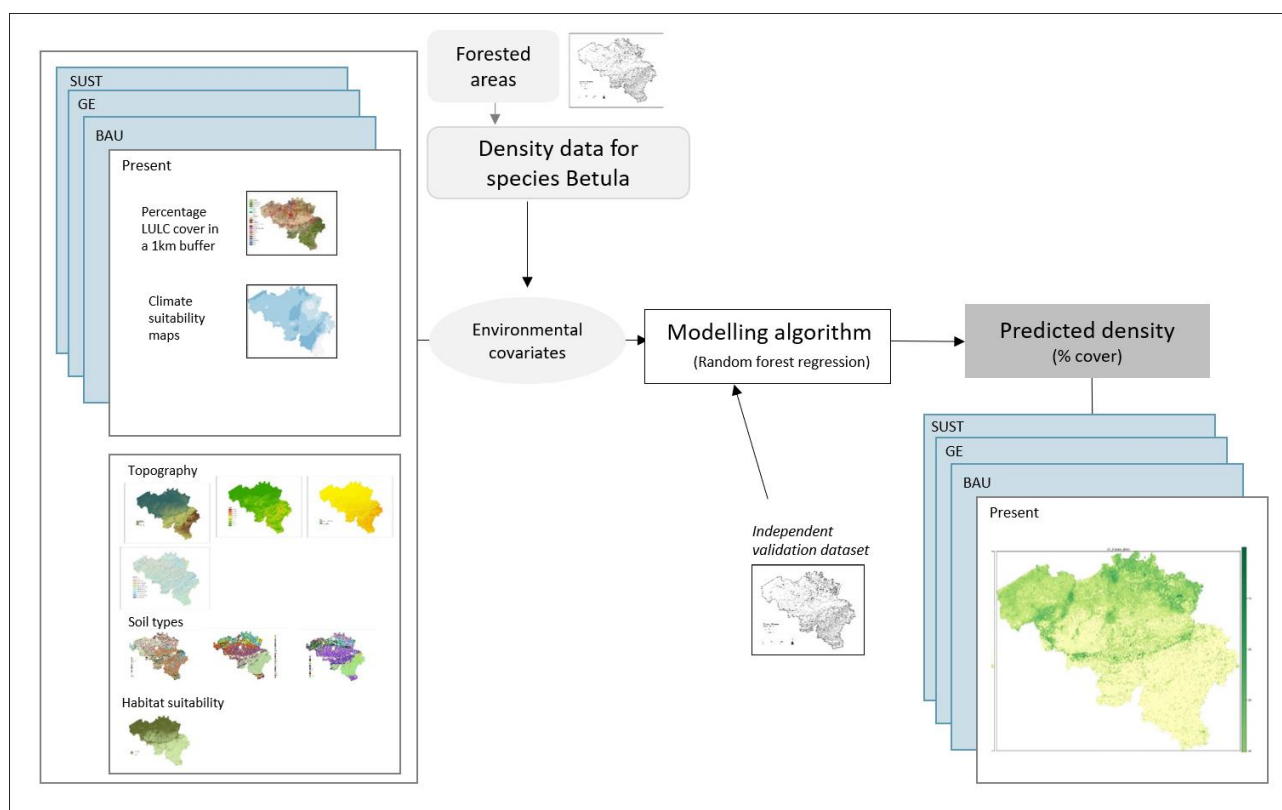 SUST
GE
BAU
Present
Percentage
LULC cover in
a 1km buffer
Climate
suitability
maps
Topography
Soil types
Habitat suitability
Forested
areas
Density data for
species Betula
Environmental
covariates
Modelling algorithm
(Random forest regression)
Independent
validation dataset
Predicted density
(% cover)
SUST
GE
BAU
Present